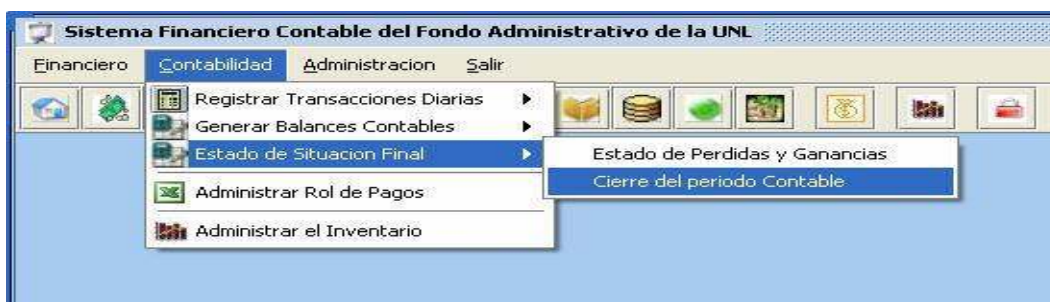 Sistema Financiero Contable del Fondo Administrativo de la UNL
Financiero Contabilidad Administracion Salir
Registrar Transacciones Diarias
Generar Balances Contables
Estado de Situacion Final
Estado de Perdidas y Ganancias
Cierre del periodo Contable
Administrar Rol de Pagos
Administrar el Inventario